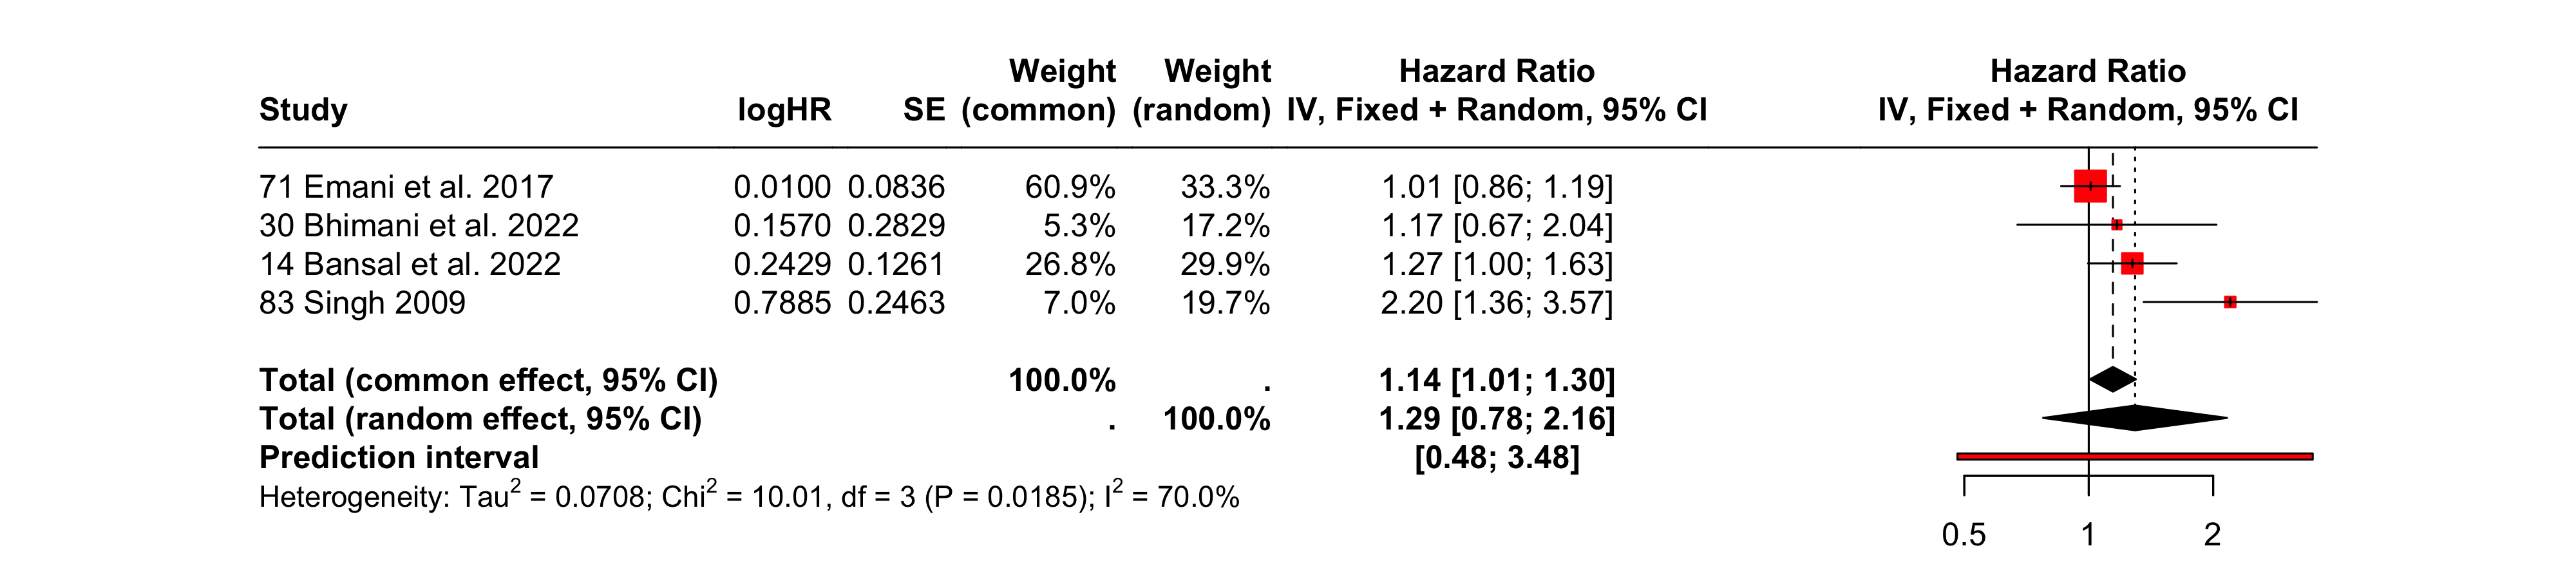 Weight Weight Hazard Ratio Hazard Ratio
Study logHR SE (common) (random) IV, Fixed + Random, 95% CI IV, Fixed + Random, 95% CI
71 Emani et al. 2017 0.0100 0.0836 60.9% 33.3% 1.01 [0.86; 1.19]
30 Bhimani et al. 2022 0.1570 0.2829 5.3% 17.2% 1.17 [0.67; 2.04]
14 Bansal et al. 2022 0.2429 0.1261 26.8% 29.9% 1.27 [1.00; 1.63]
83 Singh 2009 0.7885 0.2463 7.0% 19.7% 2.20 [1.36; 3.57]
Total (common effect, 95% CI) 100.0% . 1.14 [1.01; 1.30]
Total (random effect, 95% CI) . 100.0% 1.29 [0.78; 2.16]
Prediction interval [0.48; 3.48]
Heterogeneity: Tau² = 0.0708; Chi² = 10.01, df = 3 (P = 0.0185); I² = 70.0%
0.5 1 2